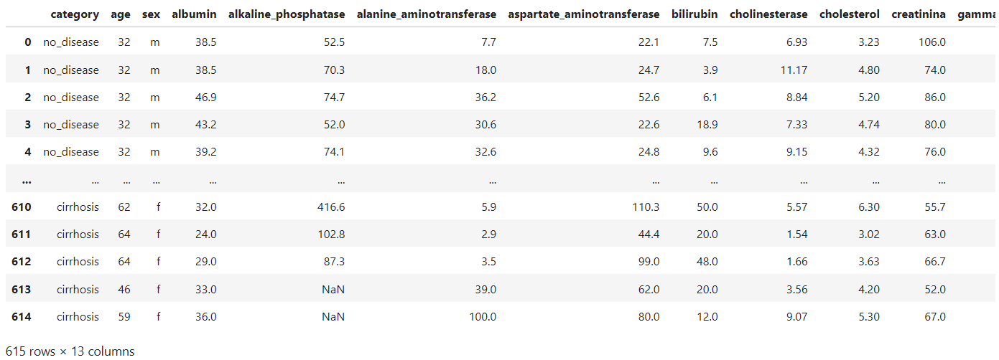 category age sex albumin alkaline_phosphatase alanine_aminotransferase aspartate_aminotransferase bilirubin cholinesterase cholesterol creatinina gamma
0 no_disease 32 m 38.5 52.5 7.7 22.1 7.5 6.93 3.23 106.0
1 no_disease 32 m 38.5 70.3 18.0 24.7 3.9 11.17 4.80 74.0
2 no_disease 32 m 46.9 74.7 36.2 52.6 6.1 8.84 5.20 86.0
3 no_disease 32 m 43.2 52.0 30.6 22.6 18.9 7.33 4.74 80.0
4 no_disease 32 m 39.2 74.1 32.6 24.8 9.6 9.15 4.32 76.0
... ... ... ... ... ... ... ... ... ... ... ...
610 cirrhosis 62 f 32.0 416.6 5.9 110.3 50.0 5.57 6.30 55.7
611 cirrhosis 64 f 24.0 102.8 2.9 44.4 20.0 1.54 3.02 63.0
612 cirrhosis 64 f 29.0 87.3 3.5 99.0 48.0 1.66 3.63 66.7
613 cirrhosis 46 f 33.0 NaN 39.0 62.0 20.0 3.56 4.20 52.0
614 cirrhosis 59 f 36.0 NaN 100.0 80.0 12.0 9.07 5.30 67.0
615 rows × 13 columns